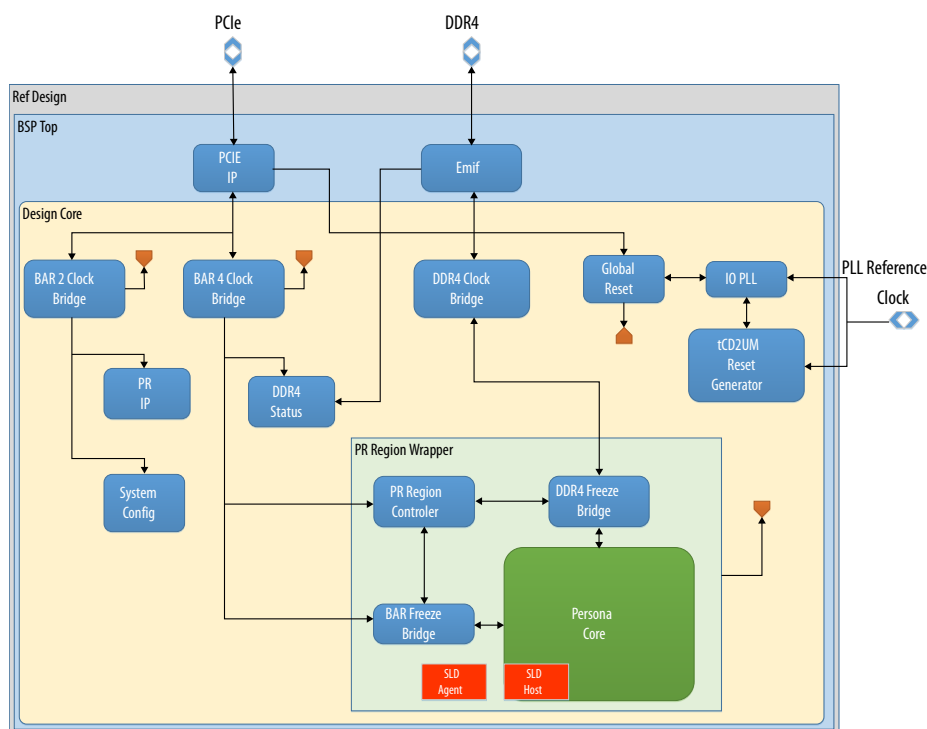 PCIe
DDR4
Ref Design
BSP Top
PCIE
IP
Emif
Design Core
BAR 2 Clock
Bridge
BAR 4 Clock
Bridge
DDR4 Clock
Bridge
Global
Reset
IO PLL
PLL Reference
Clock
tCD2UM
Reset
Generator
PR
IP
DDR4
Status
System
Config
PR Region Wrapper
PR Region
Controler
DDR4 Freeze
Bridge
BAR Freeze
Bridge
Persona
Core
SLD
Agent
SLD
Host